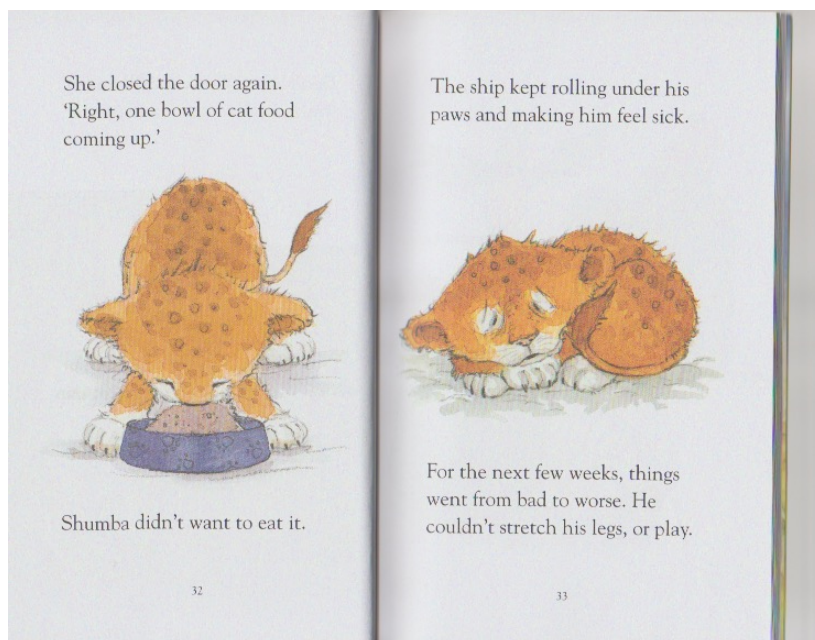 She closed the door again.
‘Right, one bowl of cat food
coming up.’
Shumba didn’t want to eat it.
32
The ship kept rolling under his
paws and making him feel sick.
For the next few weeks, things
went from bad to worse. He
couldn’t stretch his legs, or play.
33